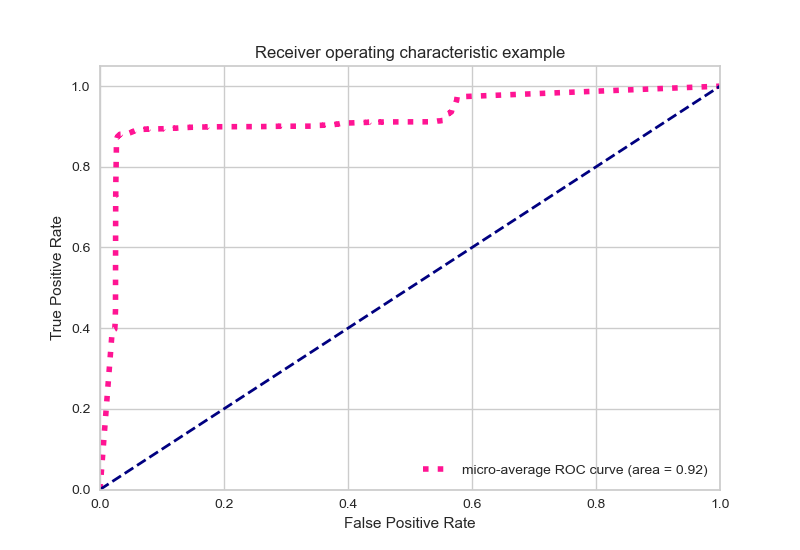 Receiver operating characteristic example
1.0
0.8
0.6
0.4
0.2
0.0
True Positive Rate
micro-average ROC curve (area = 0.92)
0.0 0.2 0.4 0.6 0.8 1.0
False Positive Rate